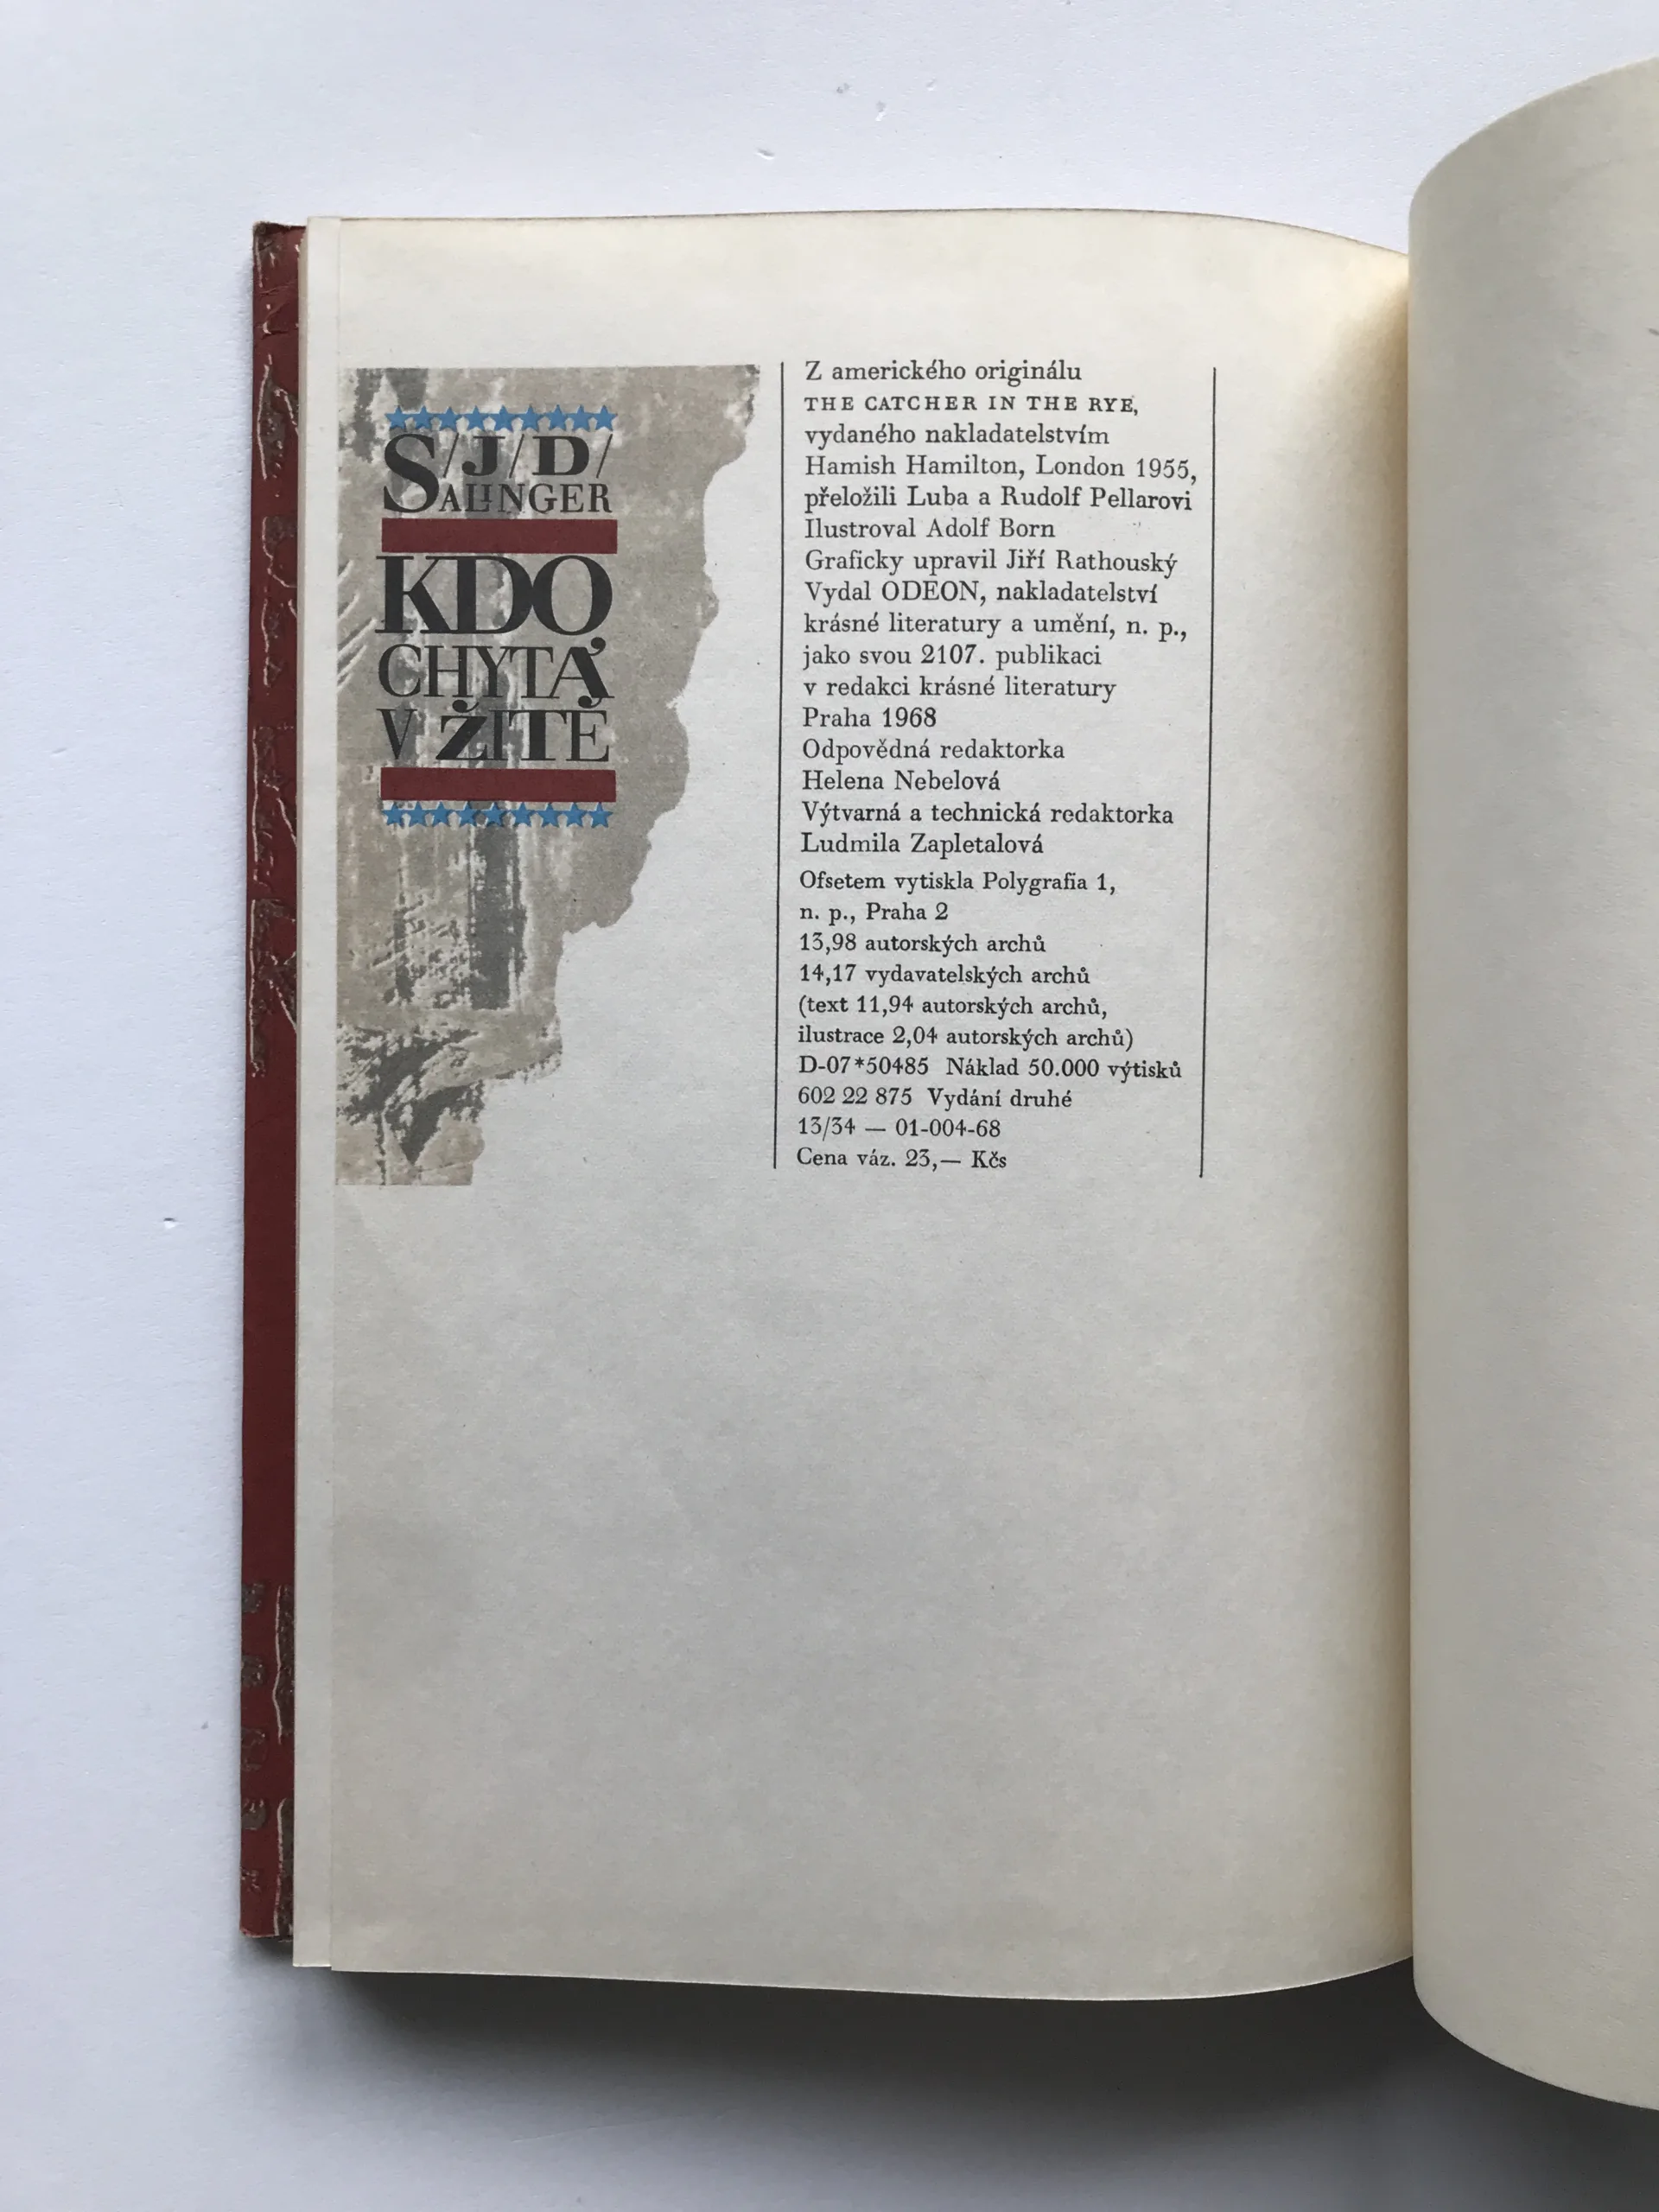 S/J/D/
ALINGER
KDO
CHYTÁ
V ŽITĚ
Z amerického originálu
THE CATCHER IN THE RYE,
vydaného nakladatelstvím
Hamish Hamilton, London 1955,
přeložili Luba a Rudolf Pellarovi
Ilustroval Adolf Born
Graficky upravil Jiří Rathouský
Vydal ODEON, nakladatelství
krásné literatury a umění, n. p.,
jako svou 2107. publikaci
v redakci krásné literatury
Praha 1968
Odpovědná redaktorka
Helena Nebelová
Výtvarná a technická redaktorka
Ludmila Zapletalová
Ofsetem vytiskla Polygrafia 1,
n. p., Praha 2
13,98 autorských archů
14,17 vydavatelských archů
(text 11,94 autorských archů,
ilustrace 2,04 autorských archů)
D-07*50485 Náklad 50.000 výtisků
602 22 875 Vydání druhé
13/34 — 01-004-68
Cena váz. 23,— Kčs